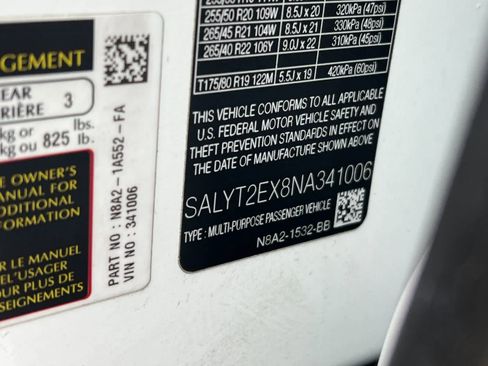 GEMENT
EAR
RIÈRE 3
kg or lbs.
kg ou 825 lb.
E OWNER'S
ANUAL FOR
DDITIONAL
FORMATION
R LE MANUEL
L'USAGER
POUR PLUS DE
SEIGNEMENTS
PART NO : N8A2-1A552-FA
VIN NO : 341006
255/50 R20 109W 8.5J x 20 320kPa (47psi)
265/45 R21 104W 8.5J x 21 330kPa (48psi)
265/40 R22 106Y 9.0J x 22 310kPa (45psi)
T175/80 R19 122M 5.5J x 19 420kPa (60psi)
THIS VEHICLE CONFORMS TO ALL APPLICABLE
U.S. FEDERAL MOTOR VEHICLE SAFETY AND
THEFT PREVENTION STANDARDS IN EFFECT ON
THE DATE OF MANUFACTURE SHOWN ABOVE.
SALYT2EX8NA341006
TYPE : MULTI-PURPOSE PASSENGER VEHICLE
N8A2-1532-BB